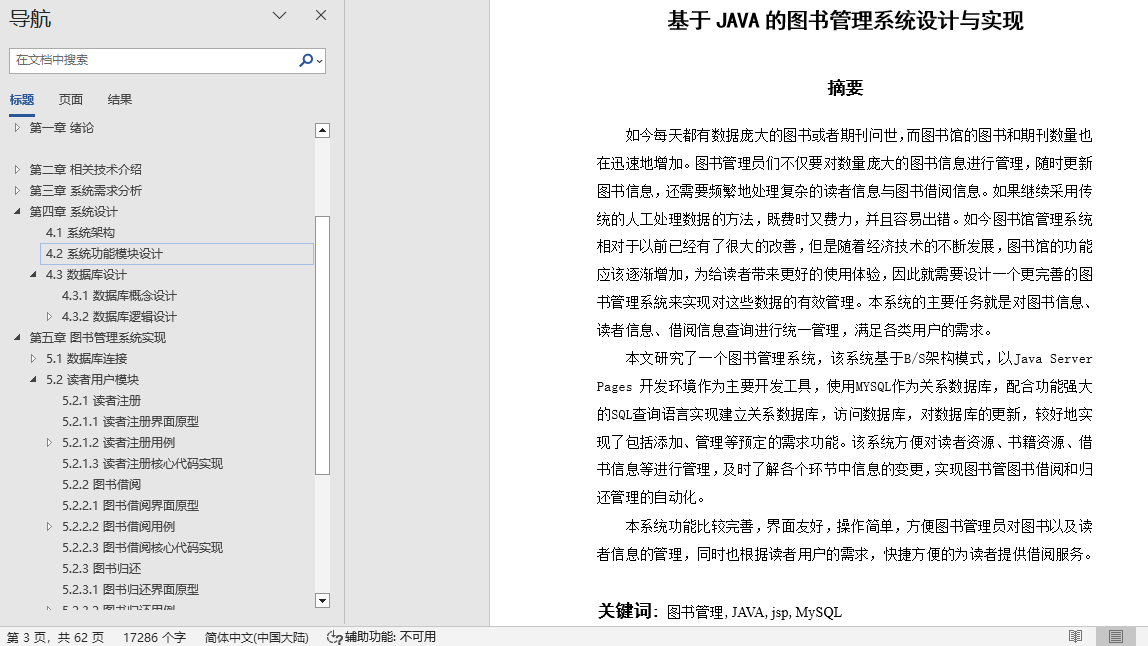 导航
在文档中搜索
标题 页面 结果
第一章 绪论
第二章 相关技术介绍
第三章 系统需求分析
第四章 系统设计
4.1 系统架构
4.2 系统功能模块设计
4.3 数据库设计
4.3.1 数据库概念设计
4.3.2 数据库逻辑设计
第五章 图书管理系统实现
5.1 数据库连接
5.2 读者用户模块
5.2.1 读者注册
5.2.1.1 读者注册界面原型
5.2.1.2 读者注册用例
5.2.1.3 读者注册核心代码实现
5.2.2 图书借阅
5.2.2.1 图书借阅界面原型
5.2.2.2 图书借阅用例
5.2.2.3 图书借阅核心代码实现
5.2.3 图书归还
5.2.3.1 图书归还界面原型
5.2.3.2 图书归还用例
基于 JAVA 的图书管理系统设计与实现
摘要
如今每天都有数据庞大的图书或者期刊问世，而图书馆的图书和期刊数量也
在迅速地增加。图书管理员们不仅要对数量庞大的图书信息进行管理，随时更新
图书信息，还需要频繁地处理复杂的读者信息与图书借阅信息。如果继续采用传
统的人工处理数据的方法，既费时又费力，并且容易出错。如今图书馆管理系统
相对于以前已经有了很大的改善，但是随着经济技术的不断发展，图书馆的功能
应该逐渐增加，为给读者带来更好的使用体验，因此就需要设计一个更完善的图
书管理系统来实现对这些数据的有效管理。本系统的主要任务就是对图书信息、
读者信息、借阅信息查询进行统一管理，满足各类用户的需求。
本文研究了一个图书管理系统，该系统基于B/S架构模式，以Java Server
Pages 开发环境作为主要开发工具，使用MYSQL作为关系数据库，配合功能强大
的SQL查询语言实现建立关系数据库，访问数据库，对数据库的更新，较好地实
现了包括添加、管理等预定的需求功能。该系统方便对读者资源、书籍资源、借
书信息等进行管理，及时了解各个环节中信息的变更，实现图书管图书借阅和归
还管理的自动化。
本系统功能比较完善，界面友好，操作简单，方便图书管理员对图书以及读
者信息的管理，同时也根据读者用户的需求，快捷方便的为读者提供借阅服务。
关键词：图书管理, JAVA, jsp, MySQL
第 3 页，共 62 页 17286 个字 简体中文(中国大陆) 辅助功能: 不可用